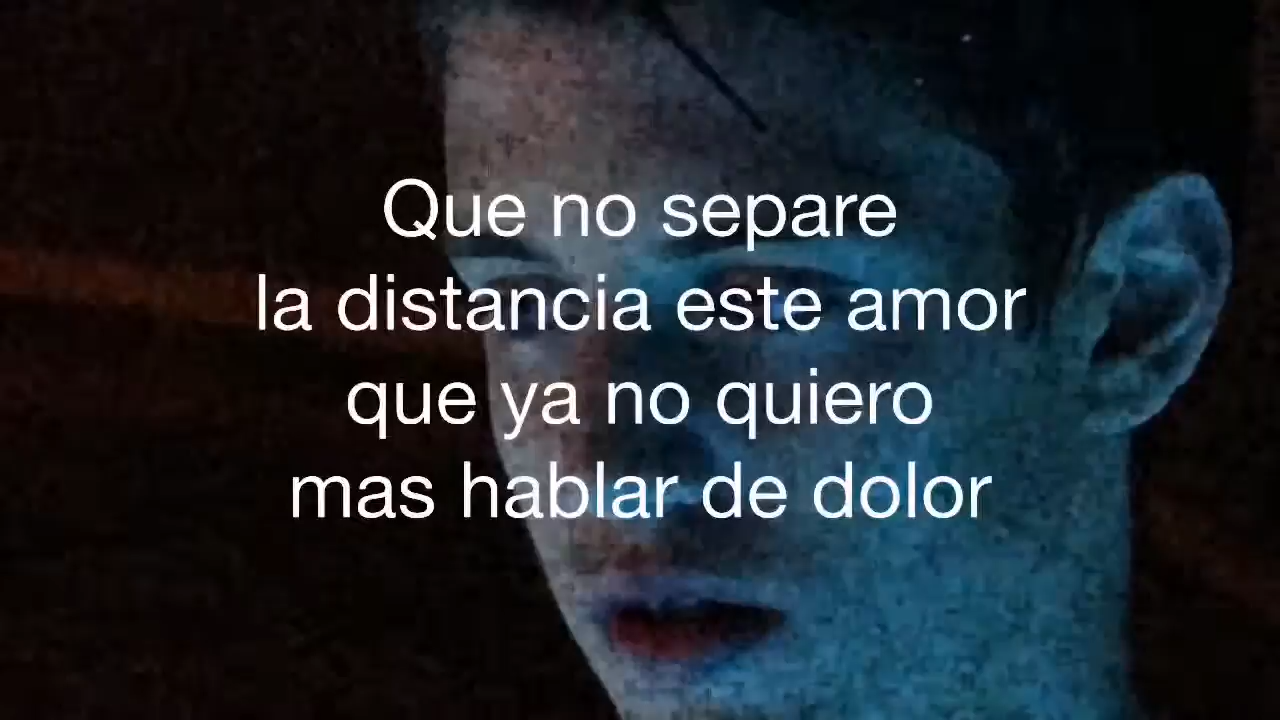 Que no separe
la distancia este amor
que ya no quiero
mas hablar de dolor